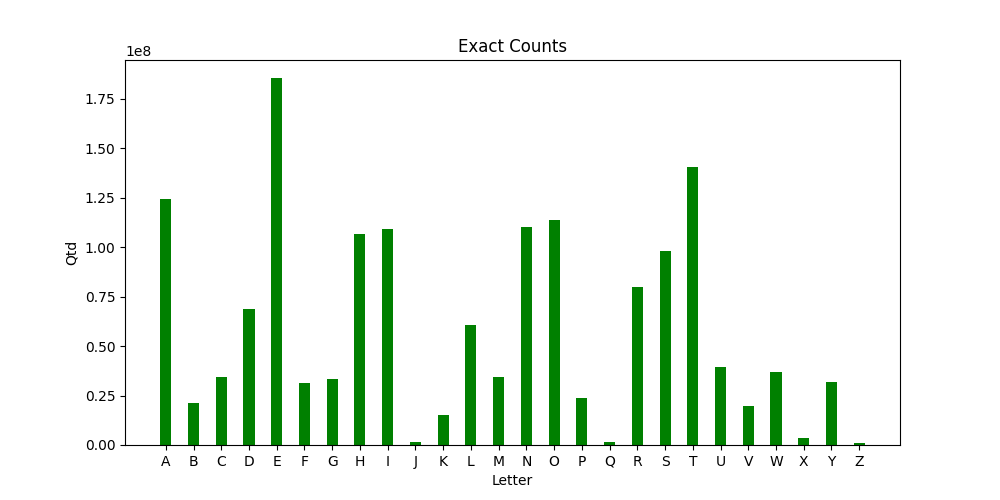 Exact Counts
1e8
1.75
1.50
1.25
1.00
0.75
0.50
0.25
0.00
Qtd
A B C D E F G H I J K L M N O P Q R S T U V W X Y Z
Letter